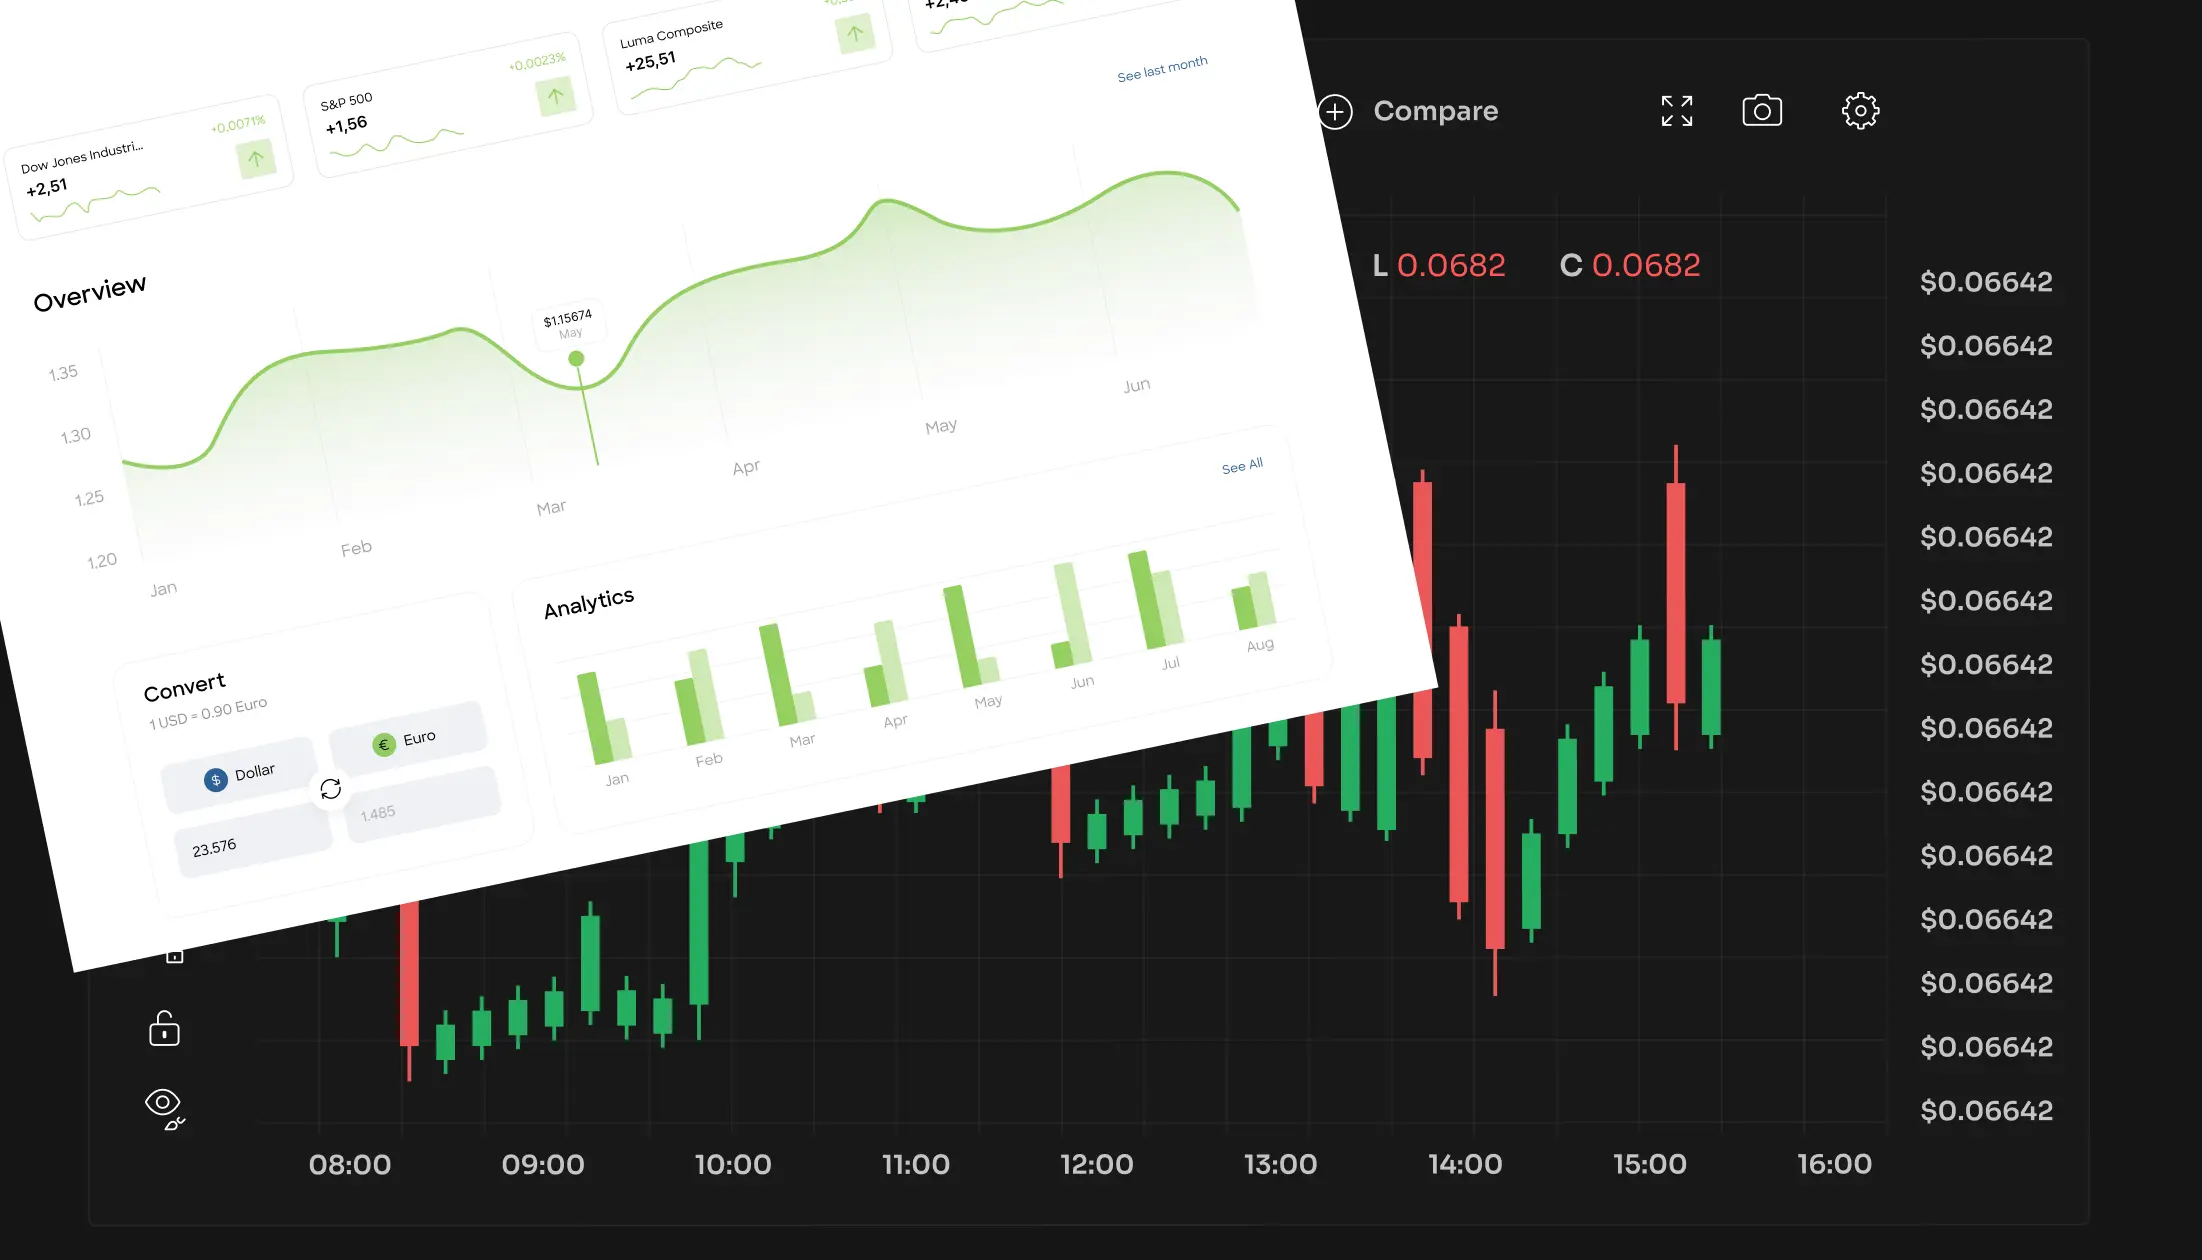 Dow Jones Industri...
+0.0071%
+2,51
S&P 500
+0.0023%
+1,56
Luma Composite
+25,51
See last month
Overview
1.35
1.30
1.25
1.20
$1.15674
May
Jan
Feb
Mar
Apr
May
Jun
Convert
1 USD = 0.90 Euro
$ Dollar
€ Euro
23.576
1.485
Analytics
See All
Jan
Feb
Mar
Apr
May
Jun
Jul
Aug
Compare
L 0.0682 C 0.0682
$0.06642
$0.06642
$0.06642
$0.06642
$0.06642
$0.06642
$0.06642
$0.06642
$0.06642
$0.06642
$0.06642
$0.06642
$0.06642
$0.06642
08:00 09:00 10:00 11:00 12:00 13:00 14:00 15:00 16:00